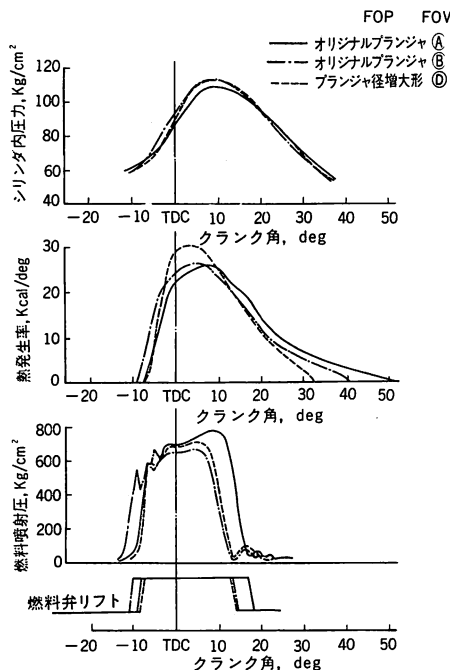 FOP FOV
オリジナルプランジャ Ⓐ
オリジナルプランジャ Ⓑ
プランジャ径増大形 Ⓓ
シリンダ内圧力, Kg/cm²
120
100
80
60
40
-20 -10 TDC 10 20 30 40 50
クランク角, deg
熱発生率, Kcal/deg
30
20
10
0
-20 -10 TDC 10 20 30 40 50
クランク角, deg
燃料噴射圧, Kg/cm²
800
600
400
200
0
燃料弁リフト
-20 -10 TDC 10 20 30 40 50
クランク角, deg